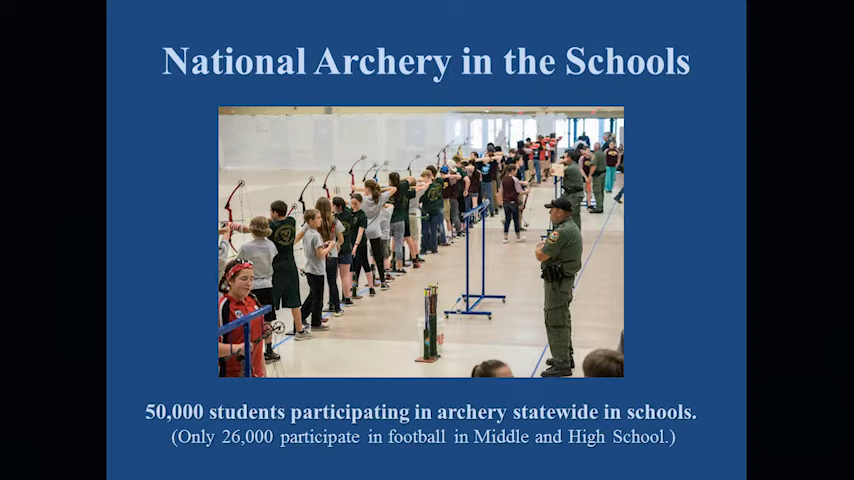 National Archery in the Schools
50,000 students participating in archery statewide in schools.
(Only 26,000 participate in football in Middle and High School.)